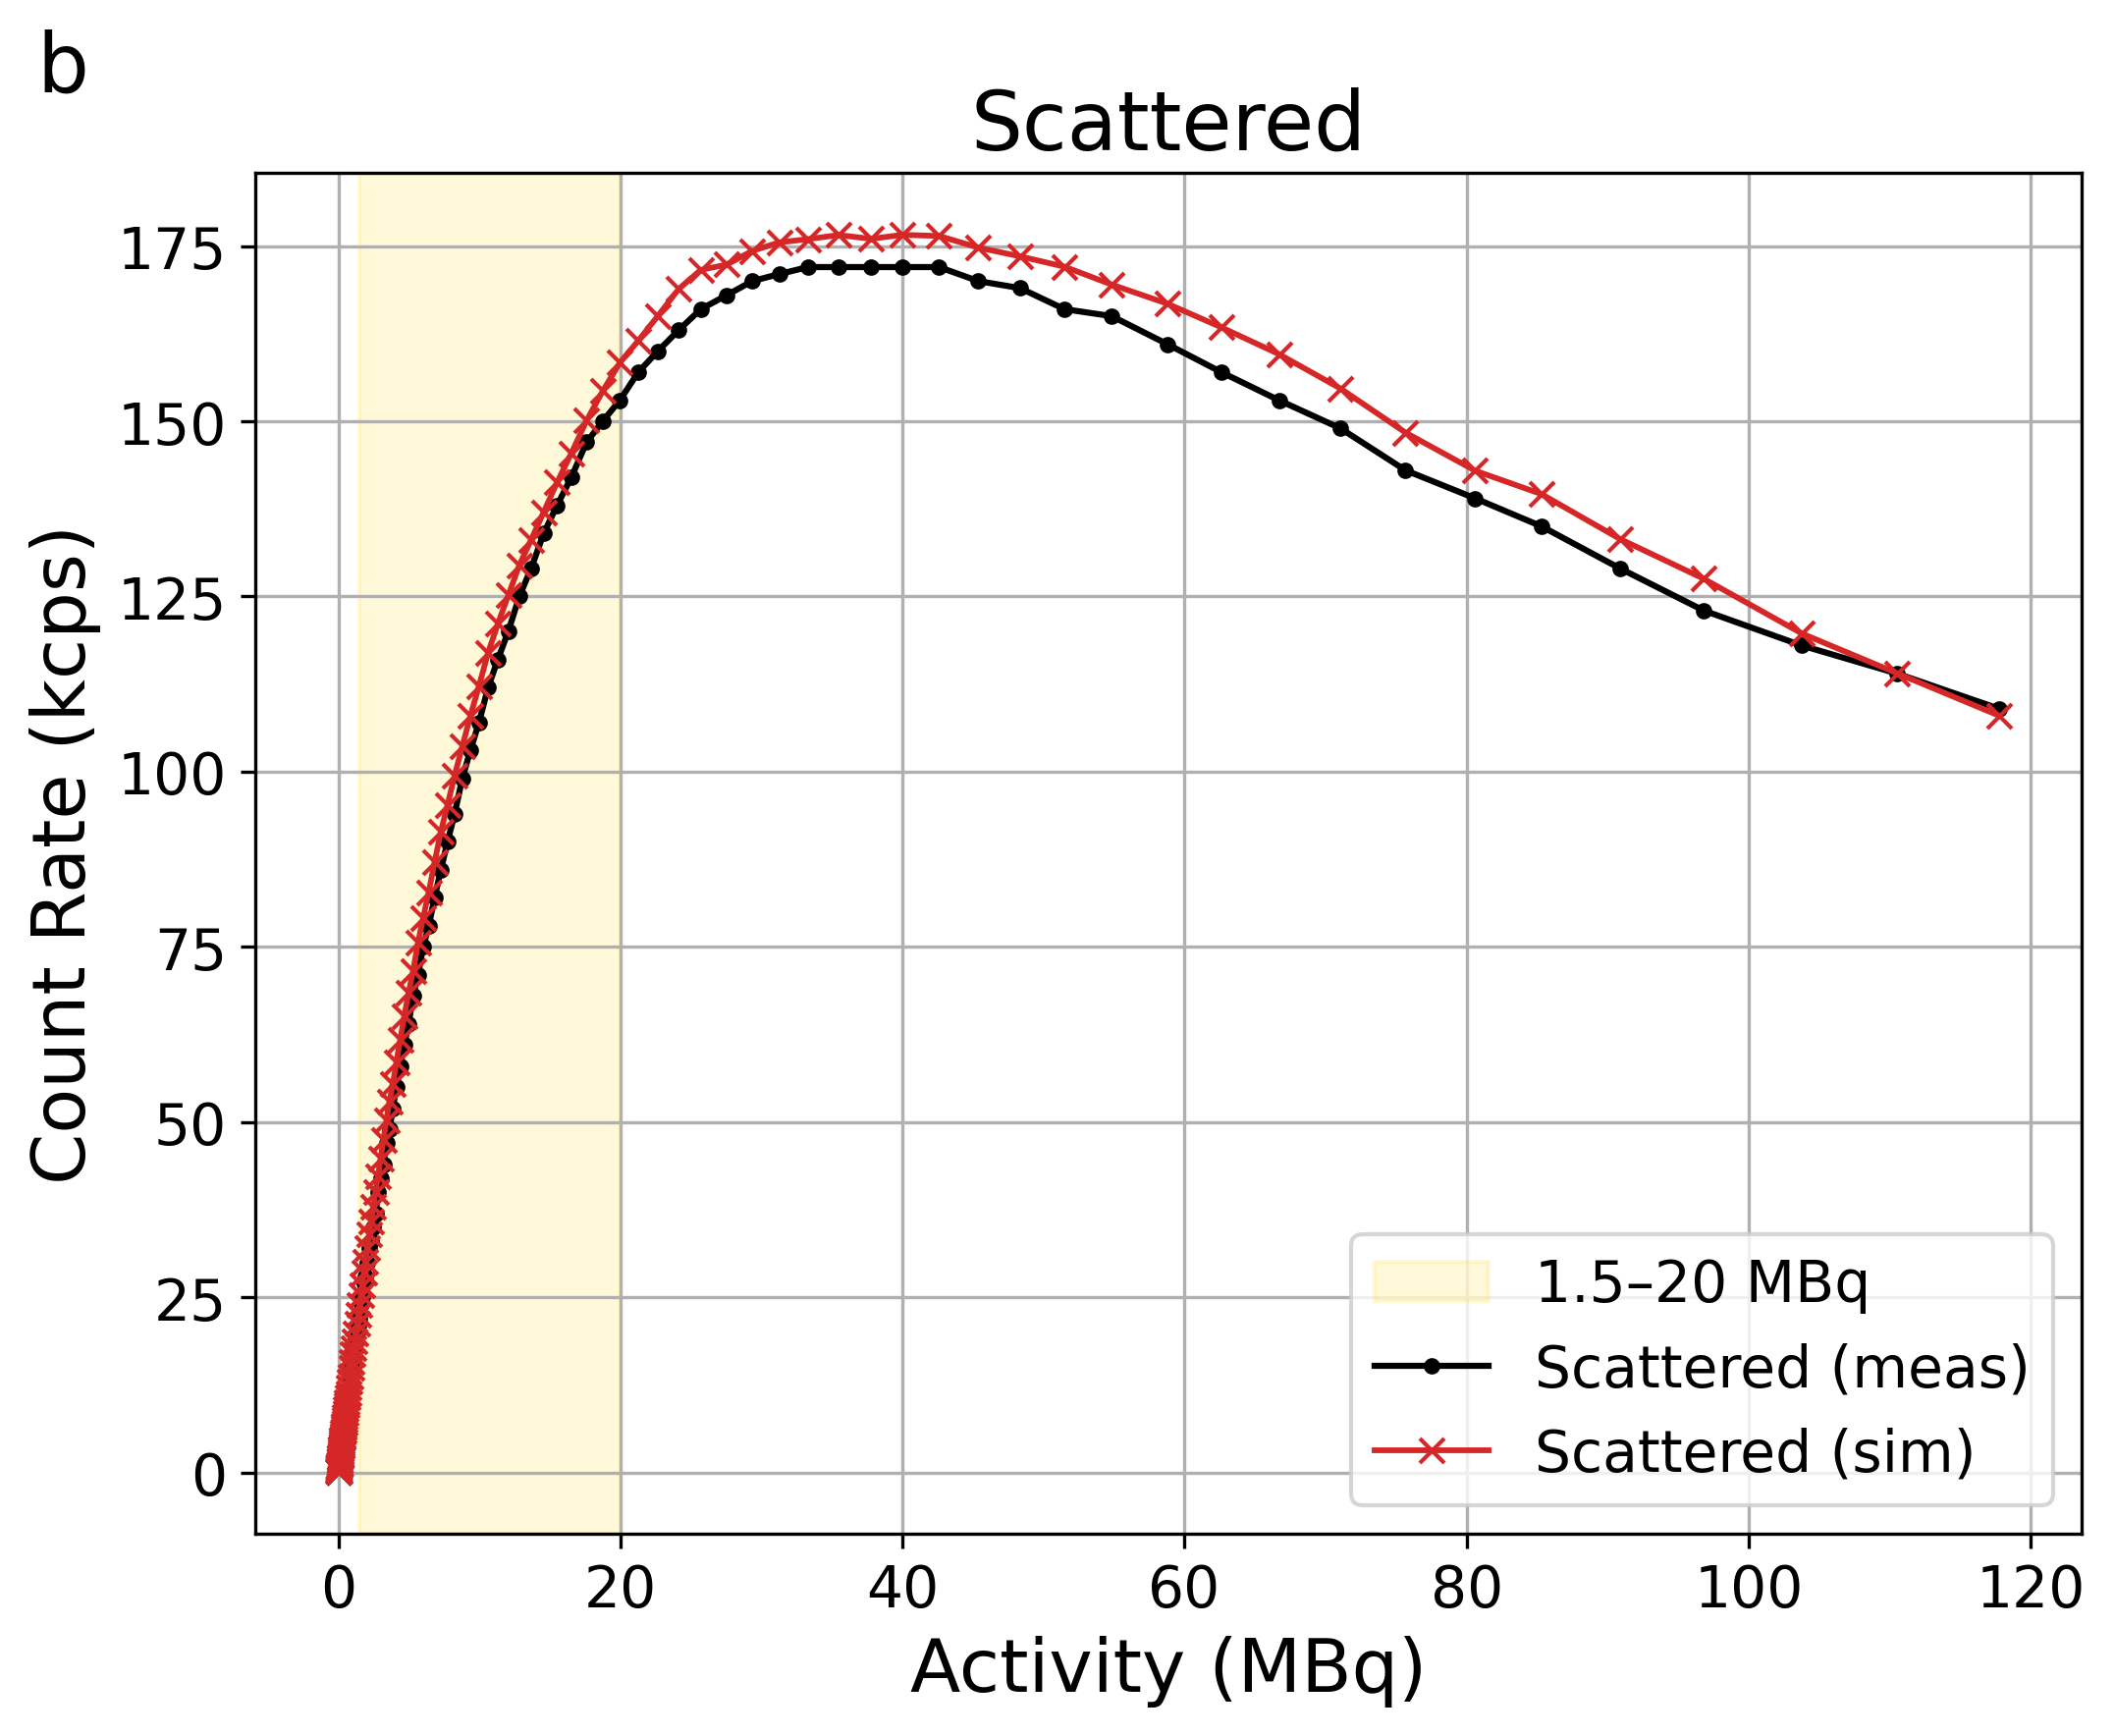 b
Scattered
Count Rate (kcps)
175
150
125
100
75
50
25
0
0 20 40 60 80 100 120
Activity (MBq)
1.5–20 MBq
Scattered (meas)
Scattered (sim)